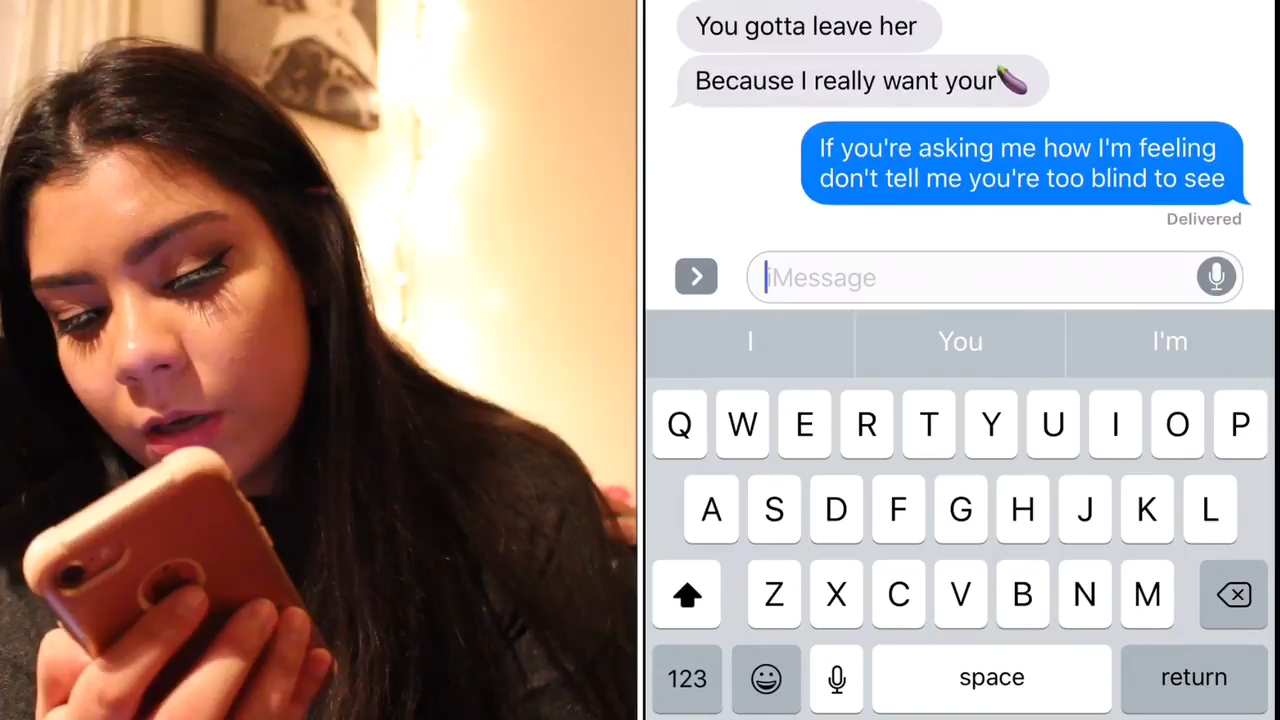 You gotta leave her
Because I really want your🍆
If you're asking me how I'm feeling
don't tell me you're too blind to see
Delivered
iMessage
I You I'm
Q W E R T Y U I O P
A S D F G H J K L
Z X C V B N M
123 space return